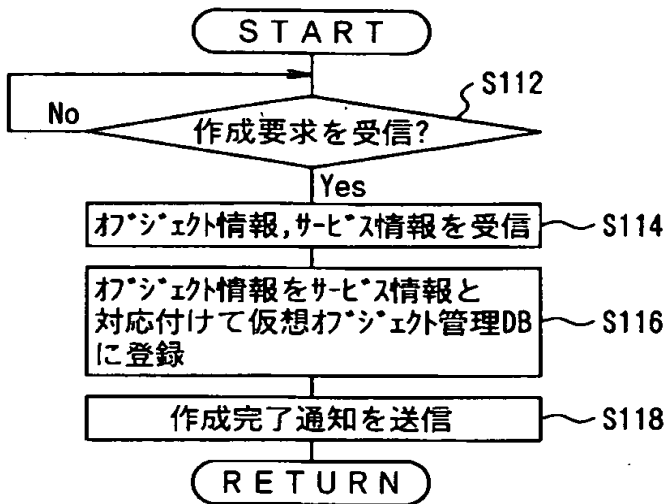 START
S112
No
作成要求を受信?
Yes
オブジェクト情報,サービス情報を受信
S114
オブジェクト情報をサービス情報と
対応付けて仮想オブジェクト管理DB
に登録
S116
作成完了通知を送信
S118
RETURN